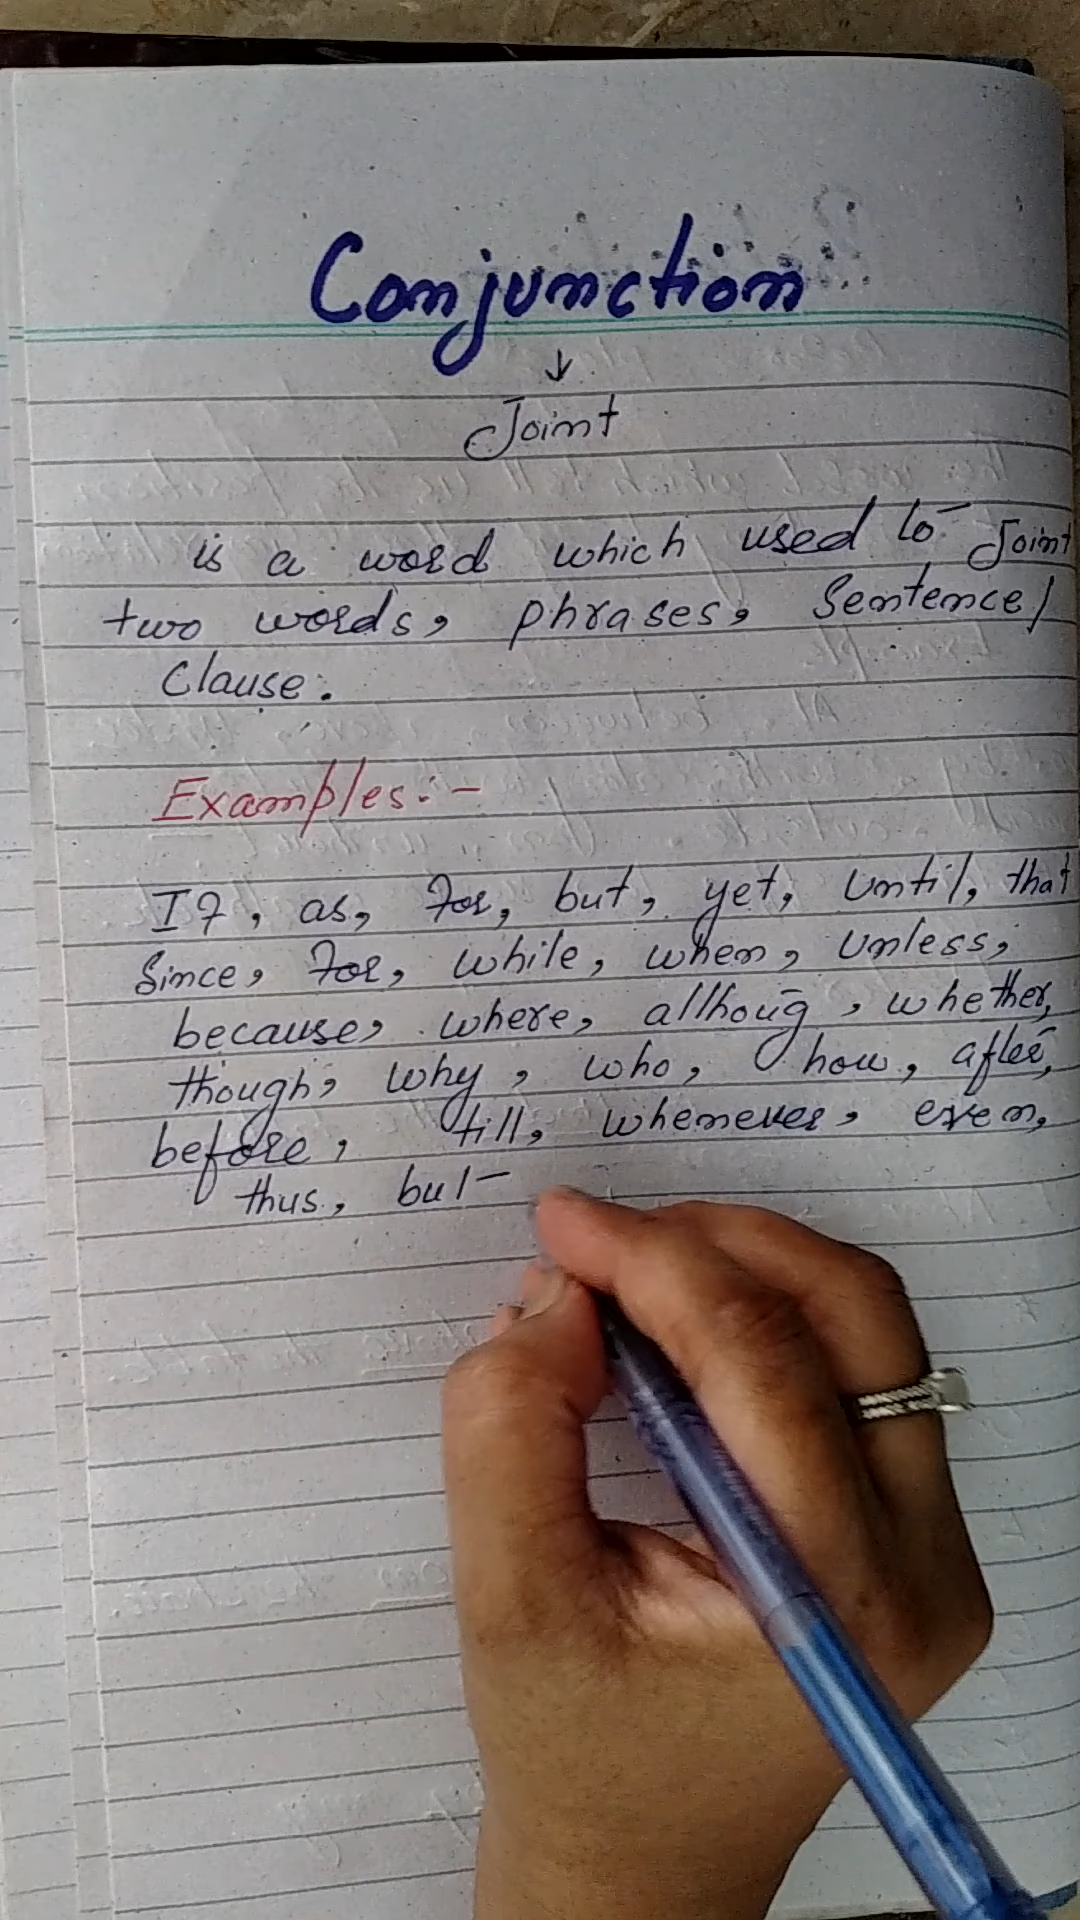 Conjunction
↓
Joint
is a word which used to Joint
two words, phrases, Sentence/
Clause.
Examples:-
If, as, for, but, yet, until, that
Since, for, while, when, unless,
because, where, althoug, whether,
though, why, who, how, after,
before, till, whenever, even,
thus, but